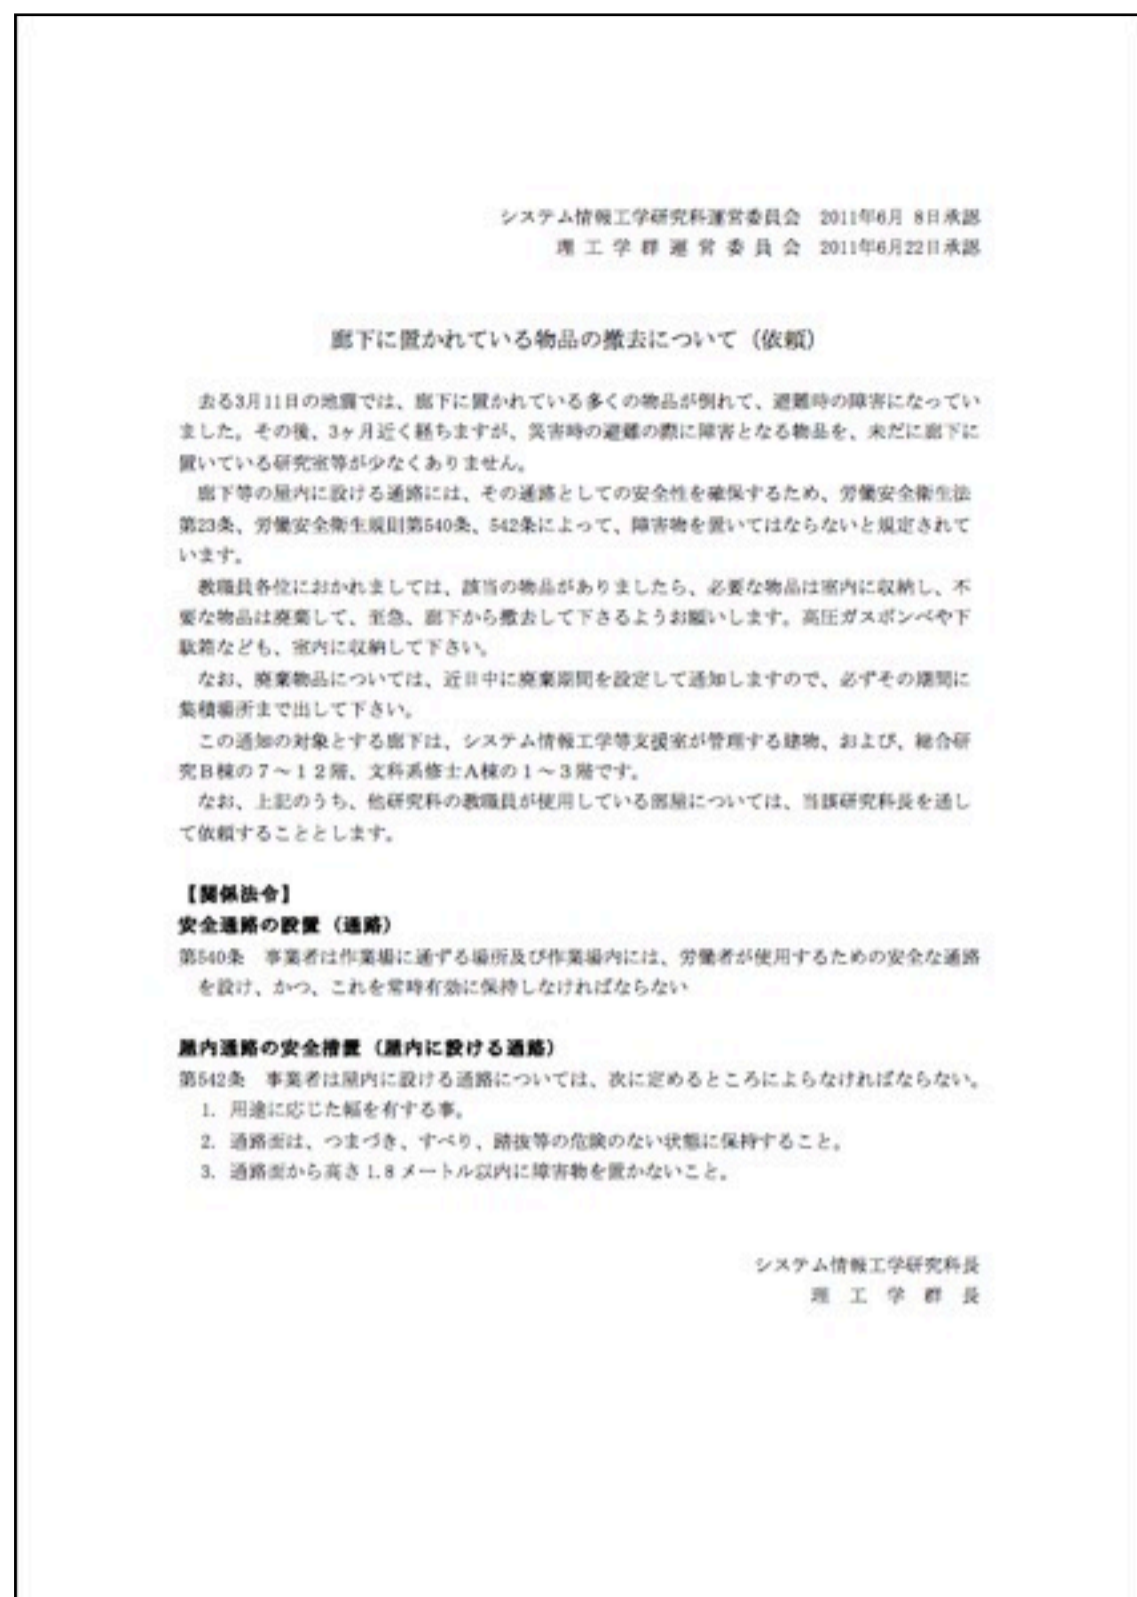 システム情報工学研究科運営委員会 2011年6月 8日承認
理工学群運営委員会 2011年6月22日承認
廊下に置かれている物品の撤去について（依頼）
去る3月11日の地震では、廊下に置かれている多くの物品が倒れて、避難時の障害になってい
ました。その後、3ヶ月近く経ちますが、災害時の避難の際に障害となる物品を、未だに廊下に
置いている研究室等が少なくありません。
廊下等の屋内に設ける通路には、その通路としての安全性を確保するため、労働安全衛生法
第23条、労働安全衛生規則第540条、542条によって、障害物を置いてはならないと規定されて
います。
教職員各位におかれましては、該当の物品がありましたら、必要な物品は室内に収納し、不
要な物品は廃棄して、至急、廊下から撤去して下さるようお願いします。高圧ガスボンベや下
駄箱なども、室内に収納して下さい。
なお、廃棄物品については、近日中に廃棄期間を設定して通知しますので、必ずその期間に
集積場所まで出して下さい。
この通知の対象とする廊下は、システム情報工学等支援室が管理する建物、および、総合研
究B棟の7～12階、文科系修士A棟の1～3階です。
なお、上記のうち、他研究科の教職員が使用している部屋については、当該研究科長を通し
て依頼することとします。
【関係法令】
安全通路の設置（通路）
第540条 事業者は作業場に通ずる場所及び作業場内には、労働者が使用するための安全な通路
を設け、かつ、これを常時有効に保持しなければならない
屋内通路の安全措置（屋内に設ける通路）
第542条 事業者は屋内に設ける通路については、次に定めるところによらなければならない。
1. 用途に応じた幅を有する事。
2. 通路面は、つまづき、すべり、踏抜等の危険のない状態に保持すること。
3. 通路面から高さ1.8メートル以内に障害物を置かないこと。
システム情報工学研究科長
理工学群長